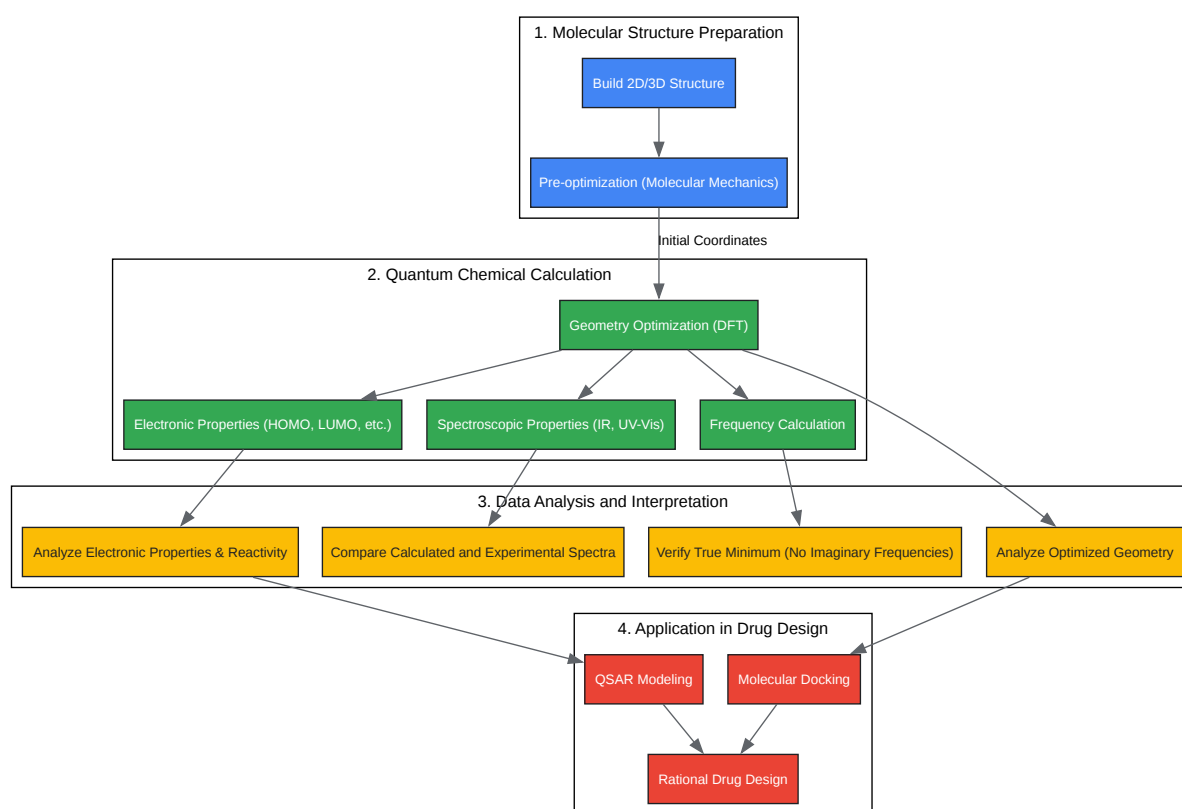 1. Molecular Structure Preparation
Build 2D/3D Structure
Pre-optimization (Molecular Mechanics)
Initial Coordinates
2. Quantum Chemical Calculation
Geometry Optimization (DFT)
Electronic Properties (HOMO, LUMO, etc.)
Spectroscopic Properties (IR, UV-Vis)
Frequency Calculation
3. Data Analysis and Interpretation
Analyze Electronic Properties & Reactivity
Compare Calculated and Experimental Spectra
Verify True Minimum (No Imaginary Frequencies)
Analyze Optimized Geometry
4. Application in Drug Design
QSAR Modeling
Molecular Docking
Rational Drug Design